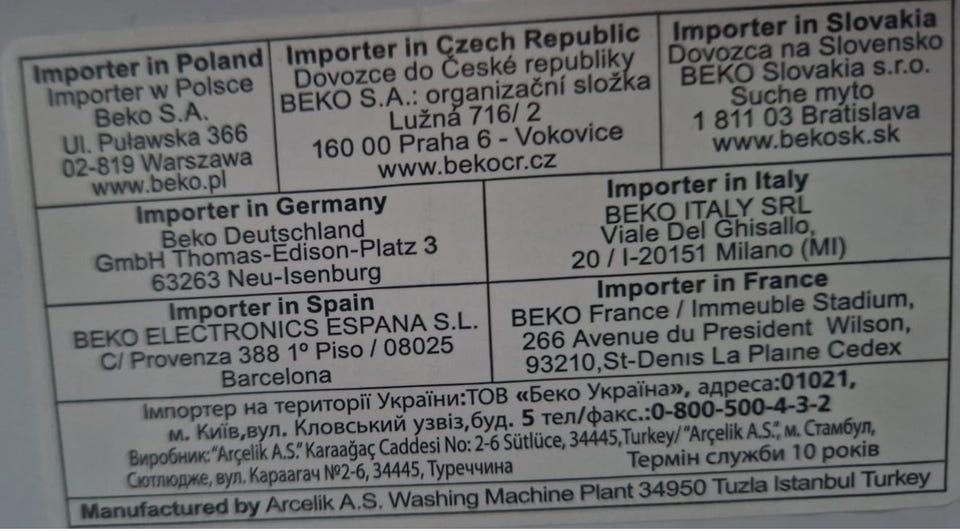 Importer in Poland
Importer w Polsce
Beko S.A.
Ul. Puławska 366
02-819 Warszawa
www.beko.pl
Importer in Czech Republic
Dovozce do České republiky
BEKO S.A.: organizační složka
Lužná 716/ 2
160 00 Praha 6 - Vokovice
www.bekocr.cz
Importer in Slovakia
Dovozca na Slovensko
BEKO Slovakia s.r.o.
Suche myto
1 811 03 Bratislava
www.bekosk.sk
Importer in Germany
Beko Deutschland
GmbH Thomas-Edison-Platz 3
63263 Neu-Isenburg
Importer in Italy
BEKO ITALY SRL
Viale Del Ghisallo,
20 / I-20151 Milano (MI)
Importer in Spain
BEKO ELECTRONICS ESPANA S.L.
C/ Provenza 388 1º Piso / 08025
Barcelona
Importer in France
BEKO France / Immeuble Stadium,
266 Avenue du President Wilson,
93210,St-Denis La Plaine Cedex
Імпортер на території України:ТОВ «Беко Україна», адреса:01021,
м. Київ,вул. Кловський узвіз,буд. 5 тел/факс.:0-800-500-4-3-2
Виробник:"Arçelik A.S." Karaağaç Caddesi No: 2-6 Sütlüce, 34445,Turkey/ "Arçelik A.S.", м. Стамбул,
Сютлюдже, вул. Караагач №2-6, 34445, Туреччина Термін служби 10 років
Manufactured by Arcelik A.S. Washing Machine Plant 34950 Tuzla Istanbul Turkey